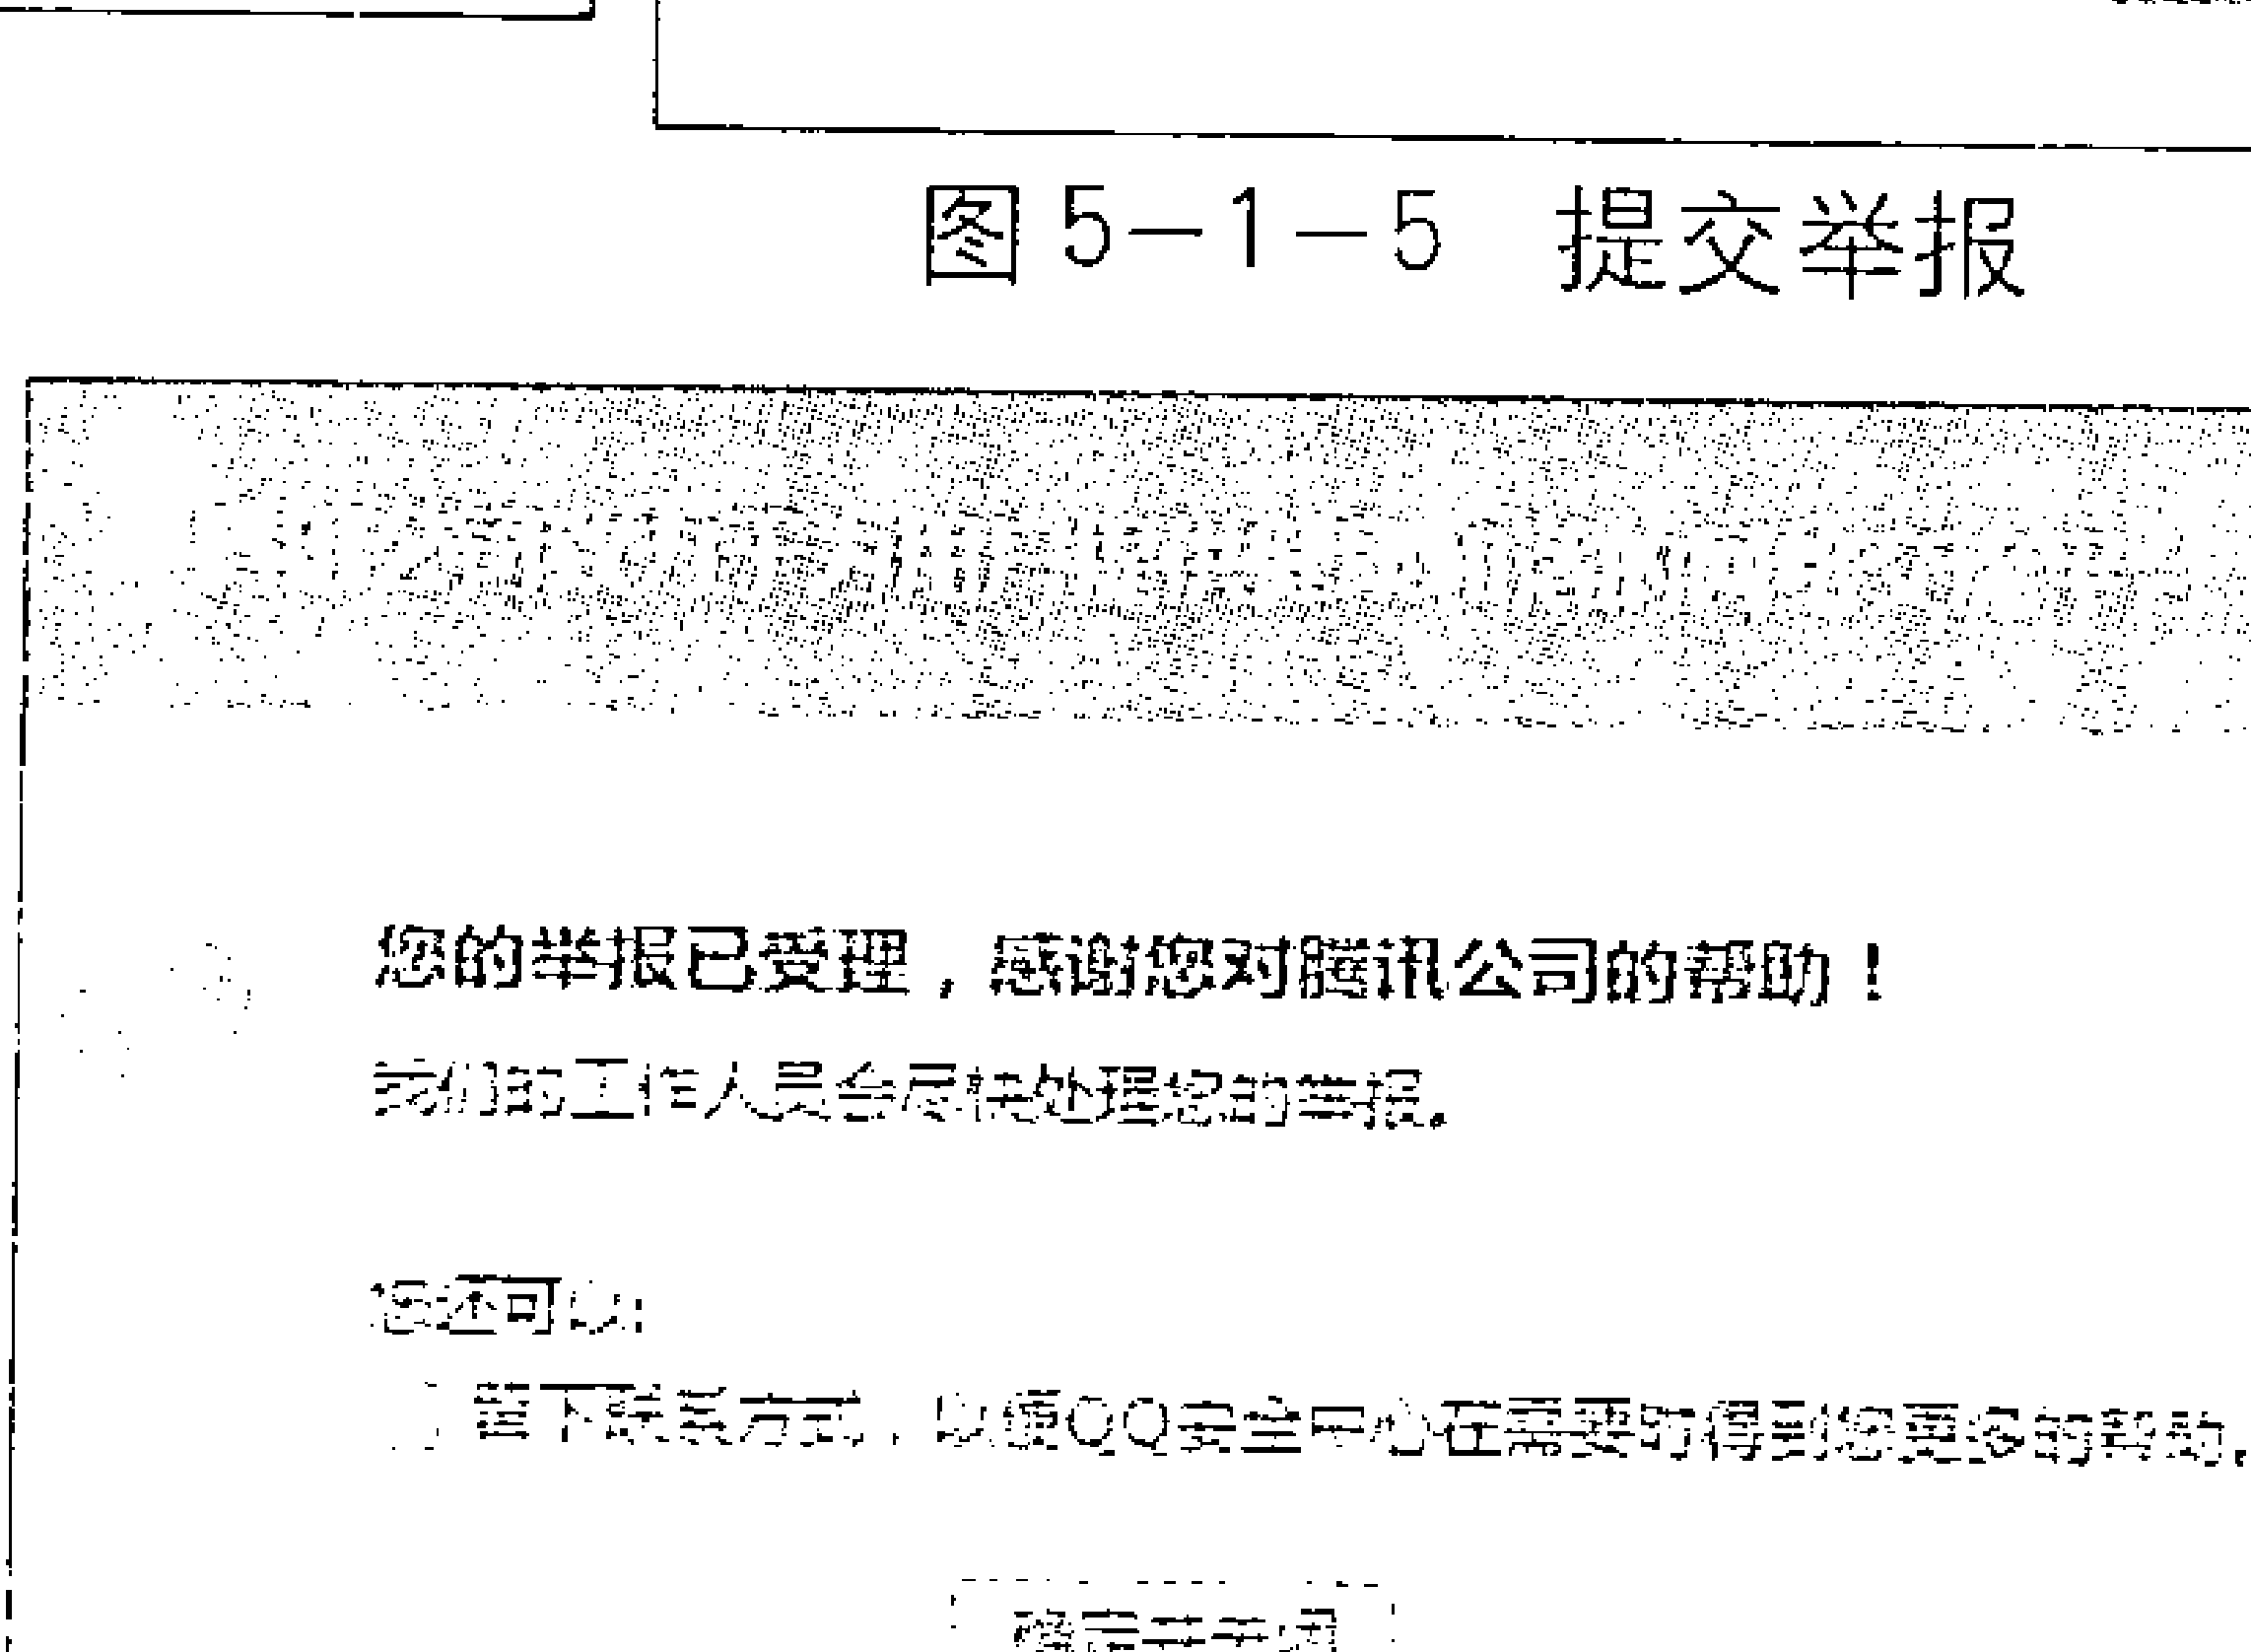 图 5-1-5 提交举报
您的举报已受理，感谢您对腾讯公司的帮助！
我们的工作人员会尽快处理您的举报。
您还可以：
留下联系方式，以便QQ安全中心在需要时得到您更多的帮助。